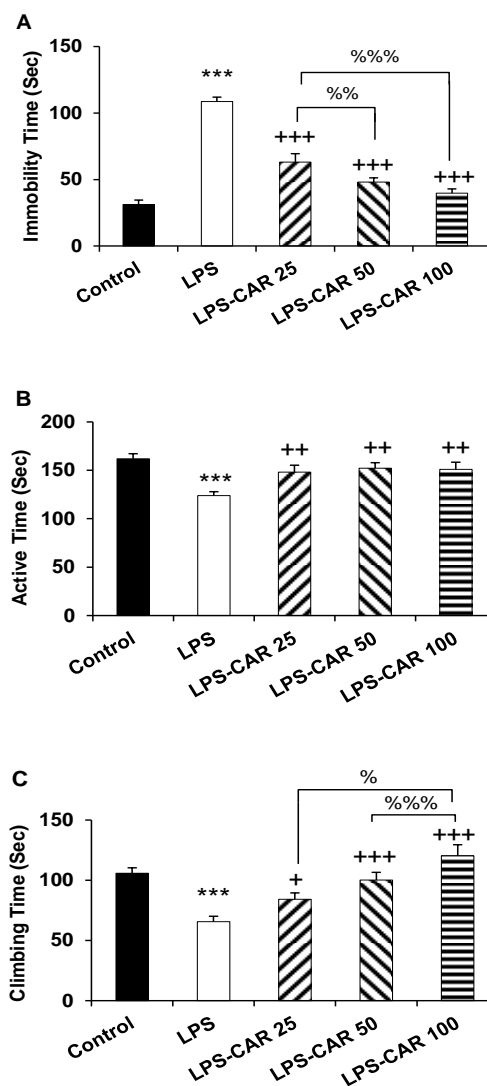 A
Immobility Time (Sec)
150
100
50
0
***
+++
+++
+++
%%
%%%
Control
LPS
LPS-CAR 25
LPS-CAR 50
LPS-CAR 100
B
Active Time (Sec)
200
150
100
50
0
***
++
++
++
Control
LPS
LPS-CAR 25
LPS-CAR 50
LPS-CAR 100
C
Climbing Time (Sec)
150
100
50
0
***
+
+++
+++
%
%%%
Control
LPS
LPS-CAR 25
LPS-CAR 50
LPS-CAR 100